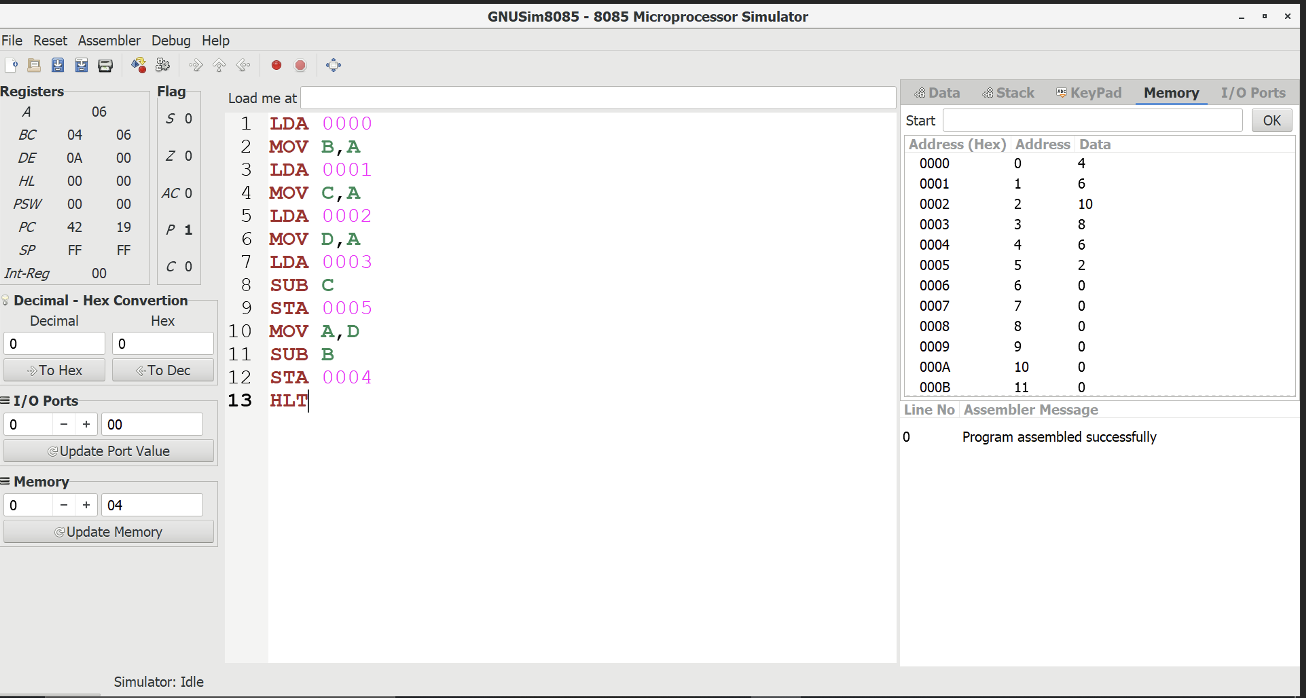 GNUSim8085 - 8085 Microprocessor Simulator
File Reset Assembler Debug Help
Registers
A 06
BC 04 06
DE 0A 00
HL 00 00
PSW 00 00
PC 42 19
SP FF FF
Int-Reg 00
Flag
S 0
Z 0
AC 0
P 1
C 0
Decimal - Hex Convertion
Decimal Hex
0 0
To Hex To Dec
I/O Ports
0 − + 00
Update Port Value
Memory
0 − + 04
Update Memory
Load me at
1 LDA 0000
2 MOV B,A
3 LDA 0001
4 MOV C,A
5 LDA 0002
6 MOV D,A
7 LDA 0003
8 SUB C
9 STA 0005
10 MOV A,D
11 SUB B
12 STA 0004
13 HLT
Data Stack KeyPad Memory I/O Ports
Start OK
Address (Hex) Address Data
0000 0 4
0001 1 6
0002 2 10
0003 3 8
0004 4 6
0005 5 2
0006 6 0
0007 7 0
0008 8 0
0009 9 0
000A 10 0
000B 11 0
Line No Assembler Message
0 Program assembled successfully
Simulator: Idle